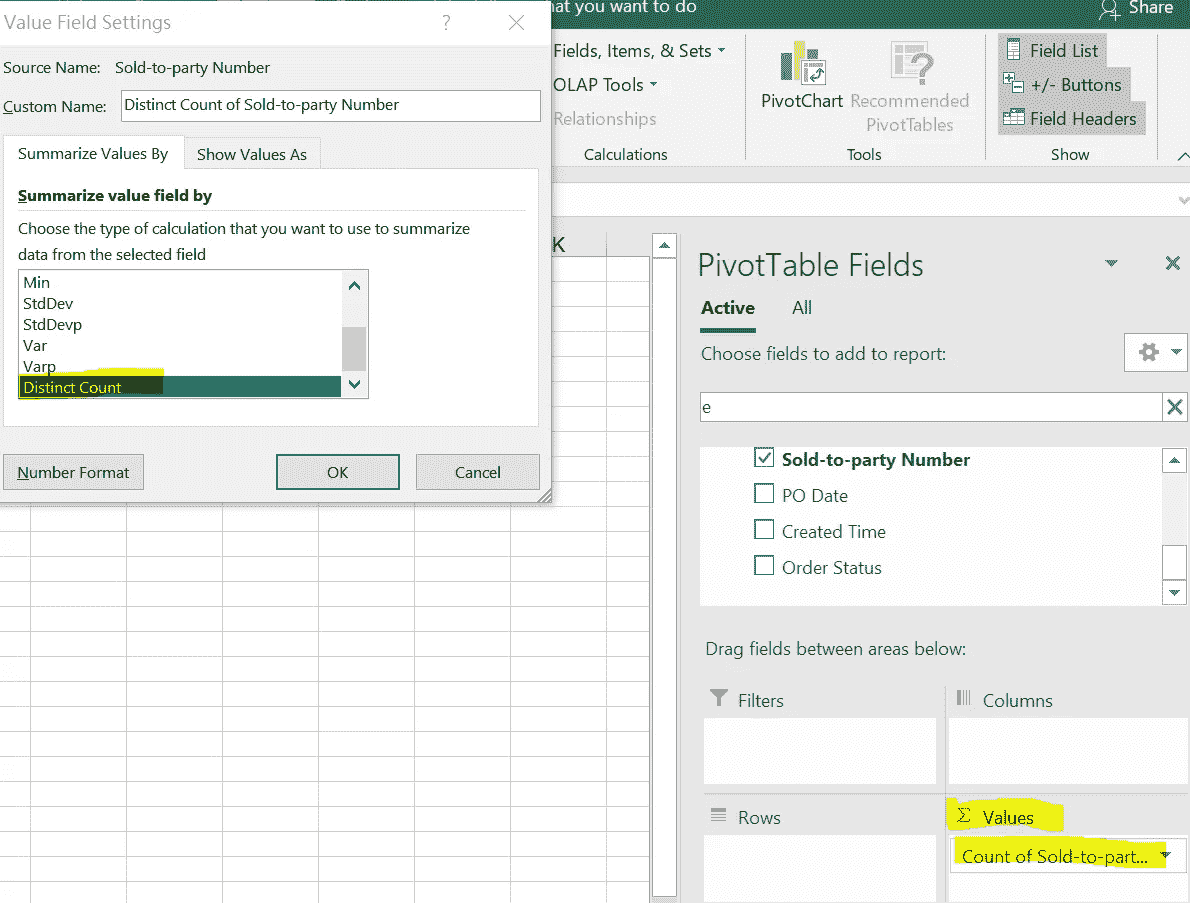 Value Field Settings ?
Source Name: Sold-to-party Number
Custom Name: Distinct Count of Sold-to-party Number
Summarize Values By Show Values As
Summarize value field by
Choose the type of calculation that you want to use to summarize
data from the selected field
Min
StdDev
StdDevp
Var
Varp
Distinct Count
Number Format OK Cancel
you want to do
Share
Fields, Items, & Sets
OLAP Tools
Relationships
Calculations
PivotChart
Recommended
PivotTables
Tools
Field List
+/- Buttons
Field Headers
Show
K
PivotTable Fields
Active All
Choose fields to add to report:
e
Sold-to-party Number
PO Date
Created Time
Order Status
Drag fields between areas below:
Filters
Columns
Rows
Σ Values
Count of Sold-to-part...